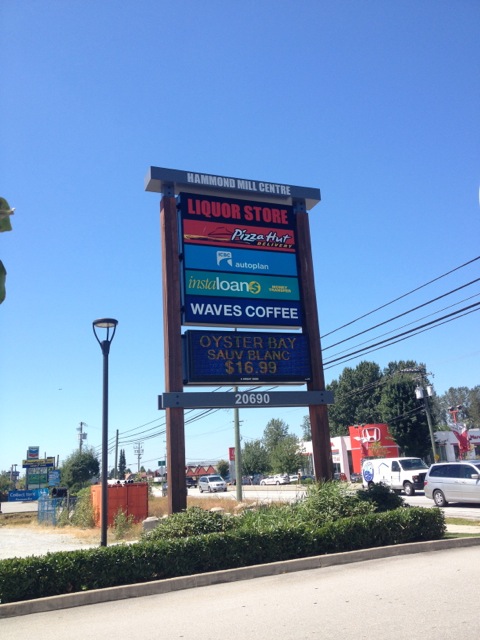 HAMMOND MILL CENTRE
LIQUOR STORE
Pizza Hut
DELIVERY
ICBC
autoplan
instaloans
WAVES COFFEE
OYSTER BAY
SAUV BLANC
$16.99
20690